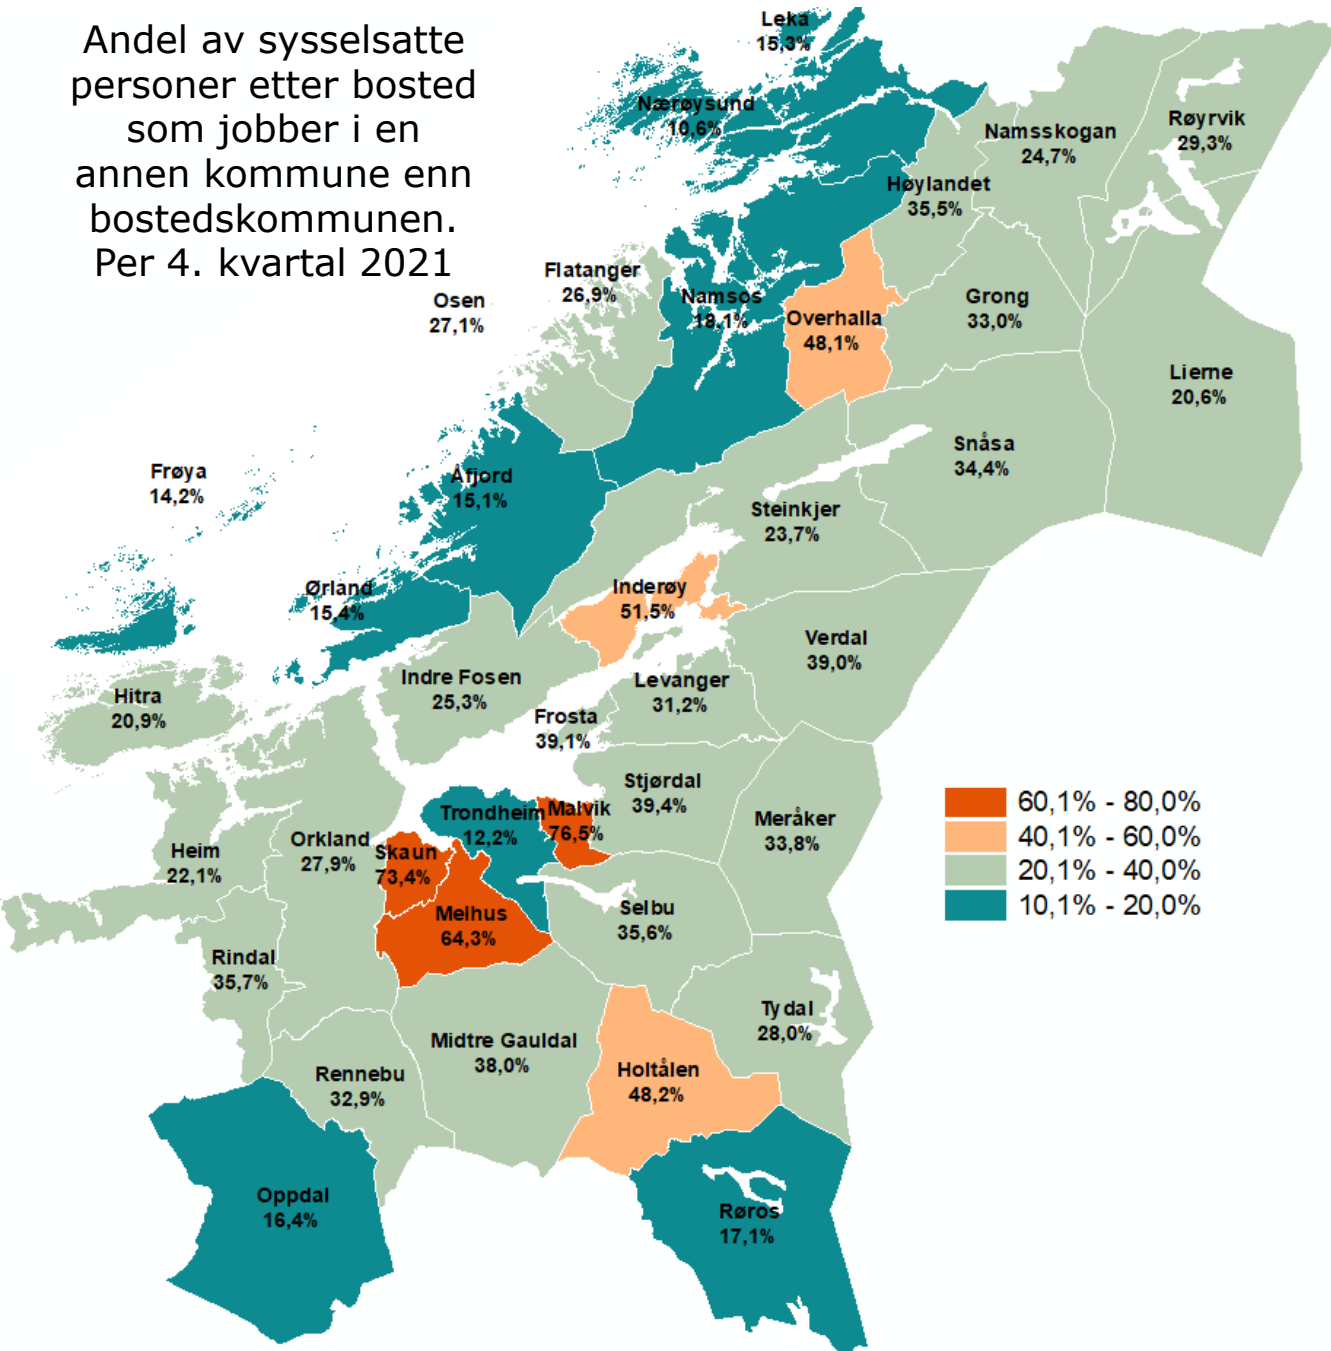 Andel av sysselsatte
personer etter bosted
som jobber i en
annen kommune enn
bostedskommunen.
Per 4. kvartal 2021
Leka
15,3%
Nærøysund
10,6%
Namsskogan
24,7%
Røyrvik
29,3%
Høylandet
35,5%
Flatanger
26,9%
Osen
27,1%
Namsos
18,1%
Overhalla
48,1%
Grong
33,0%
Lierne
20,6%
Snåsa
34,4%
Frøya
14,2%
Åfjord
15,1%
Steinkjer
23,7%
Ørland
15,4%
Inderøy
51,5%
Verdal
39,0%
Hitra
20,9%
Indre Fosen
25,3%
Levanger
31,2%
Frosta
39,1%
Stjørdal
39,4%
Meråker
33,8%
Trondheim
12,2%
Malvik
76,5%
Orkland
27,9%
Skaun
73,4%
Heim
22,1%
Melhus
64,3%
Selbu
35,6%
Rindal
35,7%
Tydal
28,0%
Midtre Gauldal
38,0%
Holtålen
48,2%
Rennebu
32,9%
Oppdal
16,4%
Røros
17,1%
60,1% - 80,0%
40,1% - 60,0%
20,1% - 40,0%
10,1% - 20,0%